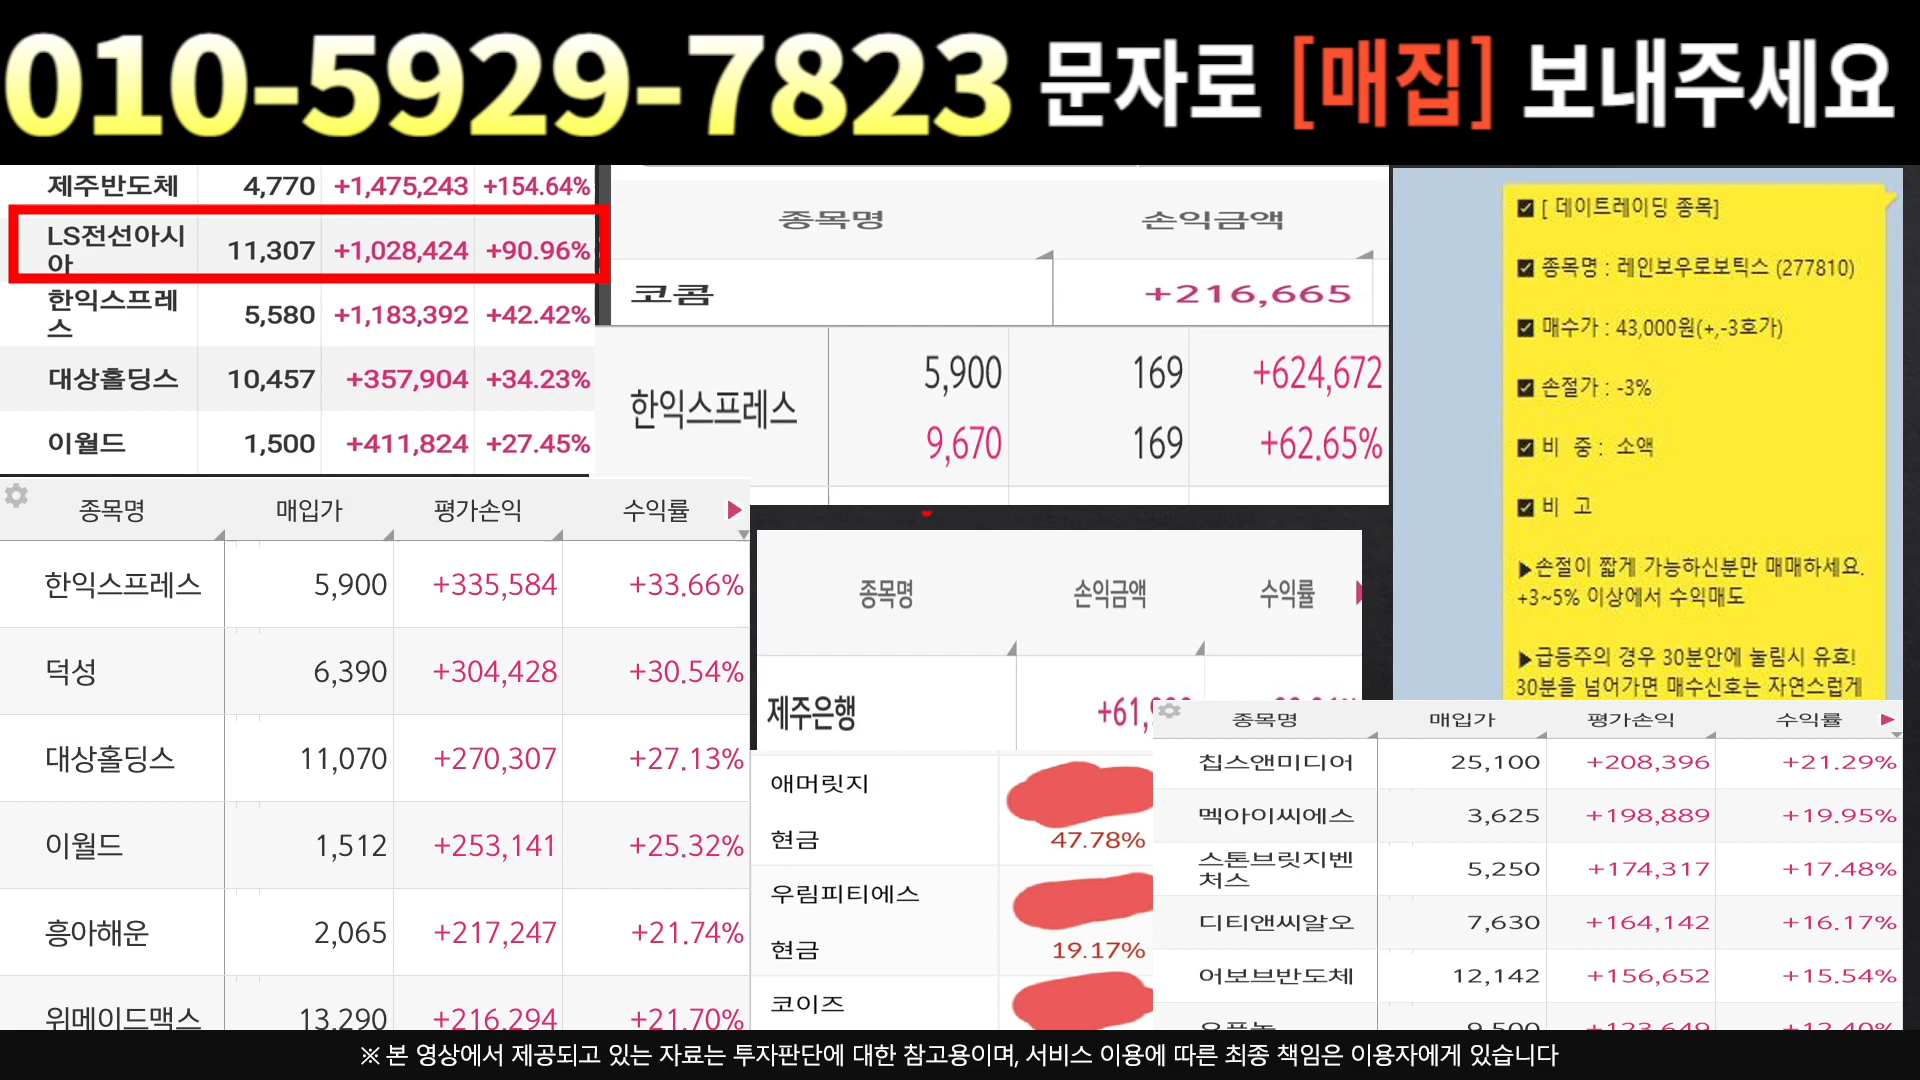 010-5929-7823 문자로 [매집] 보내주세요
제주반도체 4,770 +1,475,243 +154.64%
LS전선아시아 11,307 +1,028,424 +90.96%
한익스프레스 5,580 +1,183,392 +42.42%
대상홀딩스 10,457 +357,904 +34.23%
이월드 1,500 +411,824 +27.45%
종목명 손익금액
코콤 +216,665
한익스프레스 5,900 169 +624,672
9,670 169 +62.65%
☑ [ 데이트레이딩 종목]
☑ 종목명 : 레인보우로보틱스 (277810)
☑ 매수가 : 43,000원(+,-3호가)
☑ 손절가 : -3%
☑ 비 중 : 소액
☑ 비 고
▶손절이 짧게 가능하신분만 매매하세요.
+3~5% 이상에서 수익매도
▶급등주의 경우 30분안에 눌림시 유효!
30분을 넘어가면 매수신호는 자연스럽게
종목명 매입가 평가손익 수익률
한익스프레스 5,900 +335,584 +33.66%
덕성 6,390 +304,428 +30.54%
대상홀딩스 11,070 +270,307 +27.13%
이월드 1,512 +253,141 +25.32%
흥아해운 2,065 +217,247 +21.74%
위메이드맥스 13,290 +216,294 +21.70%
종목명 손익금액 수익률
제주은행 +61,
애머릿지
현금 47.78%
우림피티에스
현금 19.17%
코이즈
종목명 매입가 평가손익 수익률
칩스앤미디어 25,100 +208,396 +21.29%
멕아이씨에스 3,625 +198,889 +19.95%
스톤브릿지벤처스 5,250 +174,317 +17.48%
디티앤씨알오 7,630 +164,142 +16.17%
어보브반도체 12,142 +156,652 +15.54%
9,500 +123,649 +12.40%
※ 본 영상에서 제공되고 있는 자료는 투자판단에 대한 참고용이며, 서비스 이용에 따른 최종 책임은 이용자에게 있습니다